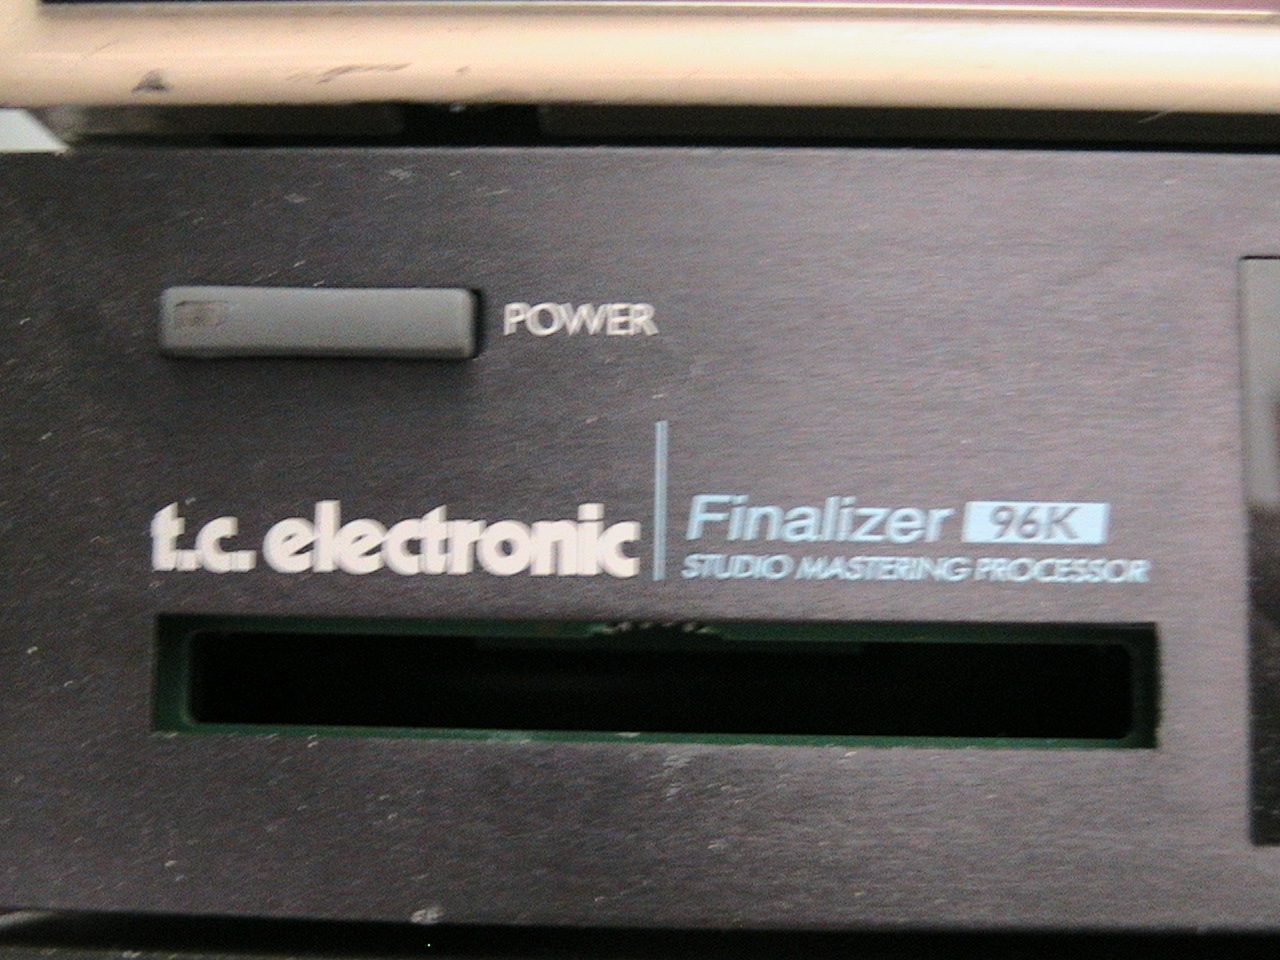 POWER
t.c. electronic
Finalizer 96K
STUDIO MASTERING PROCESSOR